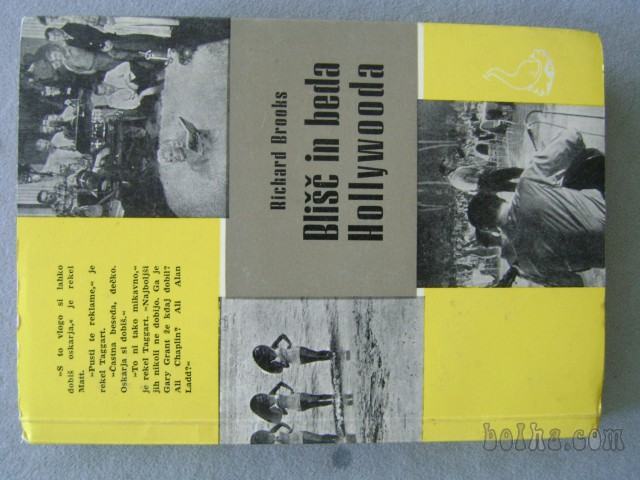 Richard Brooks
Blišč in beda
Hollywooda
»S to vlogo si lahko
dobiš oskarja,« je rekel
Matt.
»Pusti te reklame,« je
rekel Taggart.
»Častna beseda, dečko.
Oskarja si dobiš.«
»To ni tako mikavno,«
je rekel Taggart. »Najboljši
jih nikoli ne dobijo. Ga je
Gary Grant že kdaj dobil?
Ali Chaplin? Ali Alan
Ladd?«
bolha.com